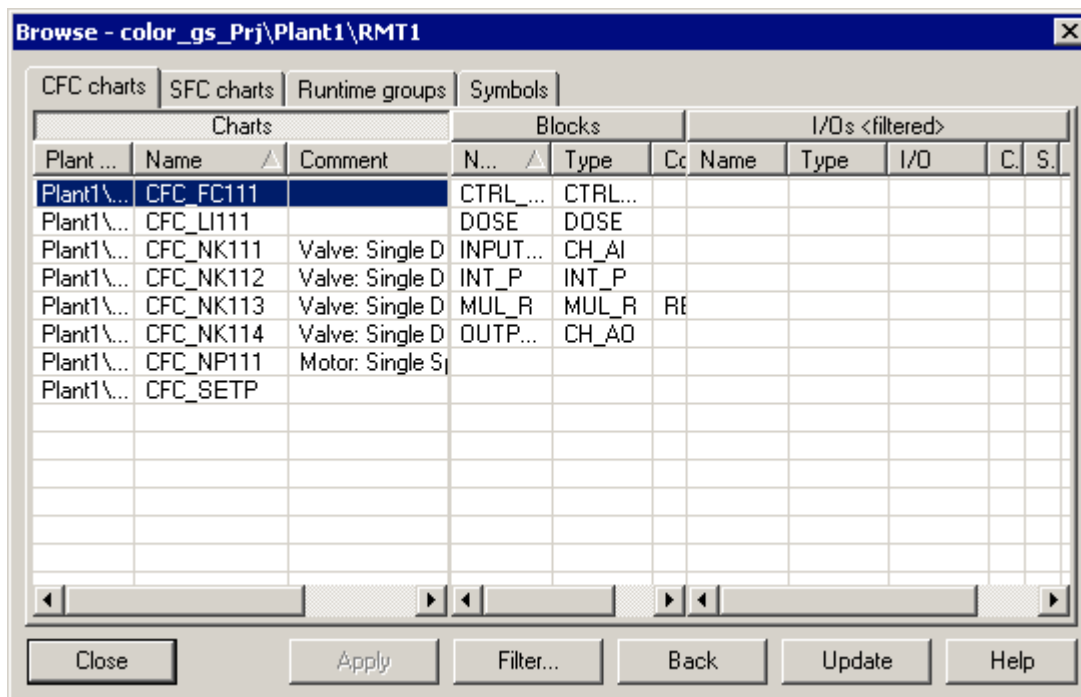 Browse - color_gs_Prj\Plant1\RMT1
CFC charts SFC charts Runtime groups Symbols
Charts Blocks I/Os <filtered>
Plant ... Name Comment N... Type Co Name Type I/O C. S.
Plant1\... CFC_FC111 CTRL_... CTRL...
Plant1\... CFC_LI111 DOSE DOSE
Plant1\... CFC_NK111 Valve: Single D INPUT... CH_AI
Plant1\... CFC_NK112 Valve: Single D INT_P INT_P
Plant1\... CFC_NK113 Valve: Single D MUL_R MUL_R RE
Plant1\... CFC_NK114 Valve: Single D OUTP... CH_AO
Plant1\... CFC_NP111 Motor: Single Sp
Plant1\... CFC_SETP
Close Apply Filter... Back Update Help